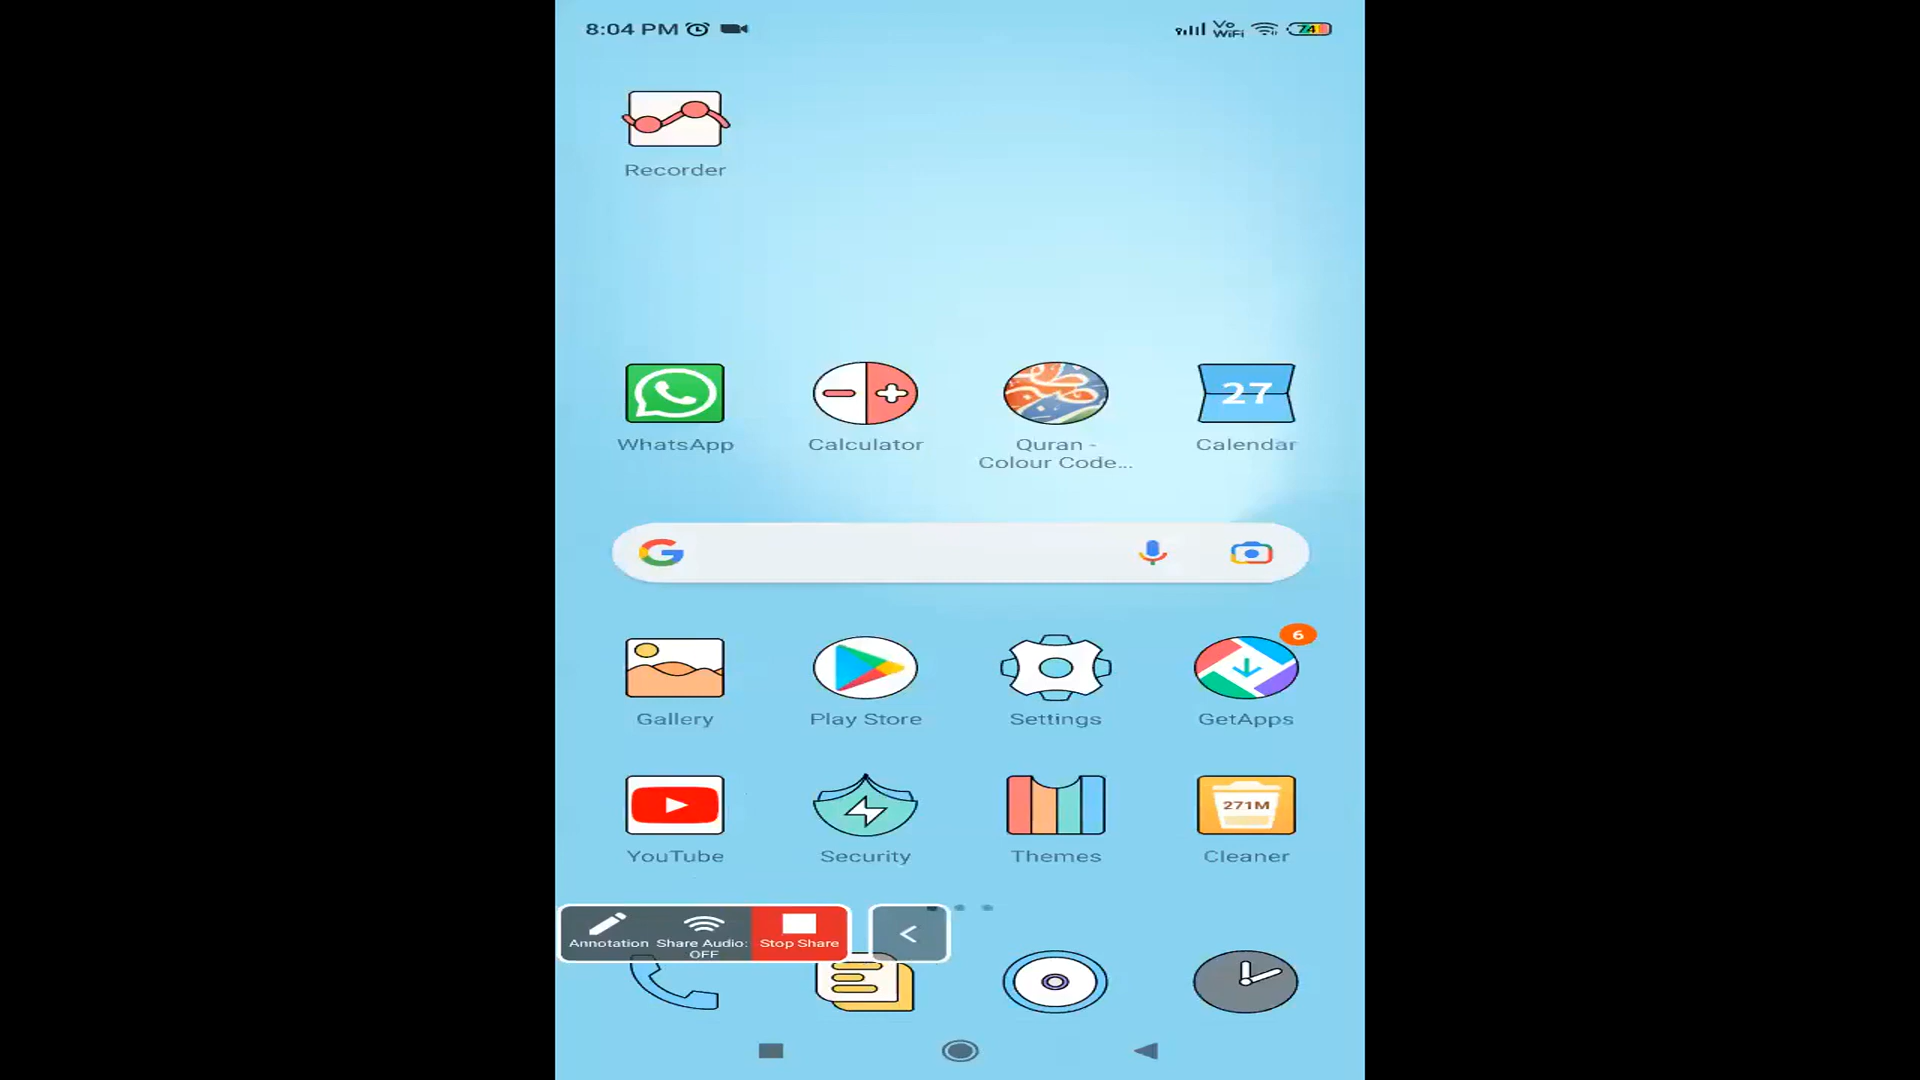 8:04 PM
Vo
WiFi
74
Recorder
27
WhatsApp
Calculator
Quran -
Colour Code...
Calendar
G
6
Gallery
Play Store
Settings
GetApps
271M
YouTube
Security
Themes
Cleaner
Annotation
Share Audio:
OFF
Stop Share